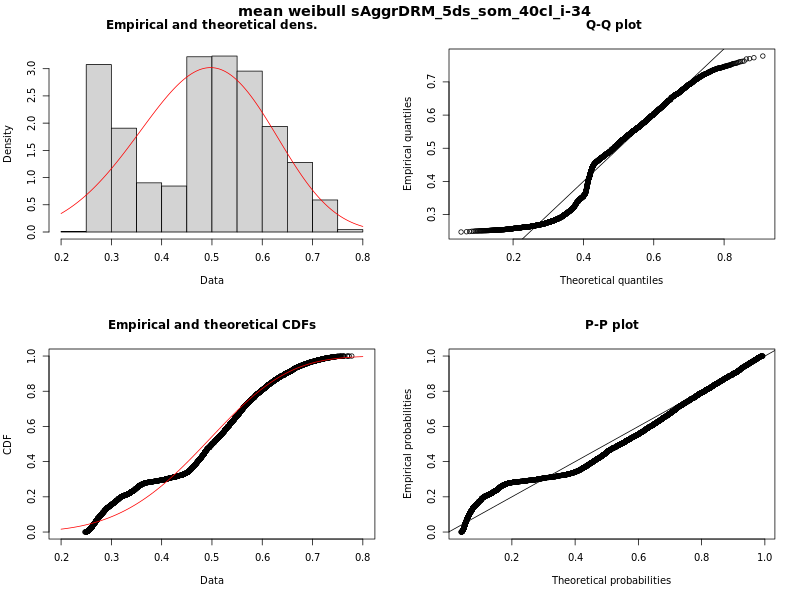 mean weibull sAggrDRM_5ds_som_40cl_i-34
Empirical and theoretical dens.
Density
0.0 0.5 1.0 1.5 2.0 2.5 3.0
0.2 0.3 0.4 0.5 0.6 0.7 0.8
Data
Q-Q plot
Empirical quantiles
0.3 0.4 0.5 0.6 0.7
0.2 0.4 0.6 0.8
Theoretical quantiles
Empirical and theoretical CDFs
CDF
0.0 0.2 0.4 0.6 0.8 1.0
0.2 0.3 0.4 0.5 0.6 0.7 0.8
Data
P-P plot
Empirical probabilities
0.0 0.2 0.4 0.6 0.8 1.0
0.2 0.4 0.6 0.8 1.0
Theoretical probabilities